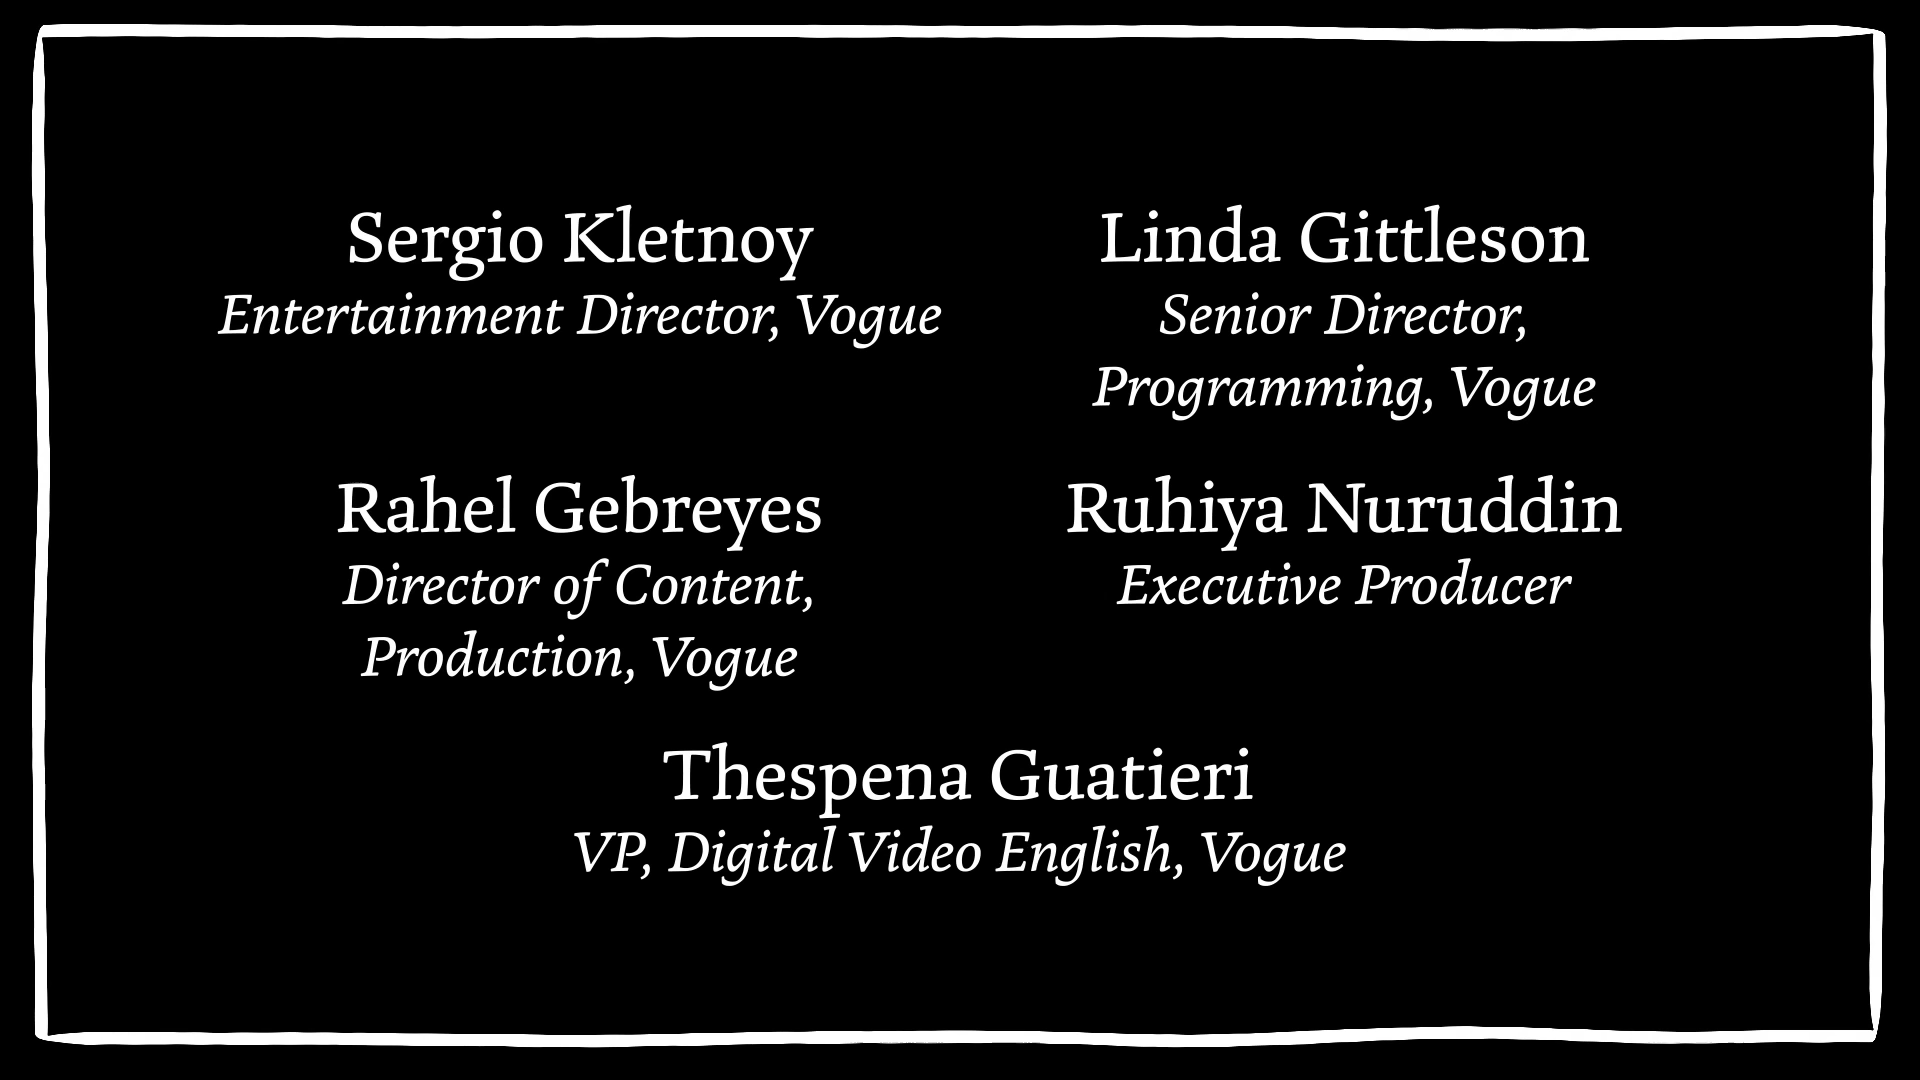 Sergio Kletnoy
Entertainment Director, Vogue
Linda Gittleson
Senior Director,
Programming, Vogue
Rahel Gebreyes
Director of Content,
Production, Vogue
Ruhiya Nuruddin
Executive Producer
Thespena Guatieri
VP, Digital Video English, Vogue